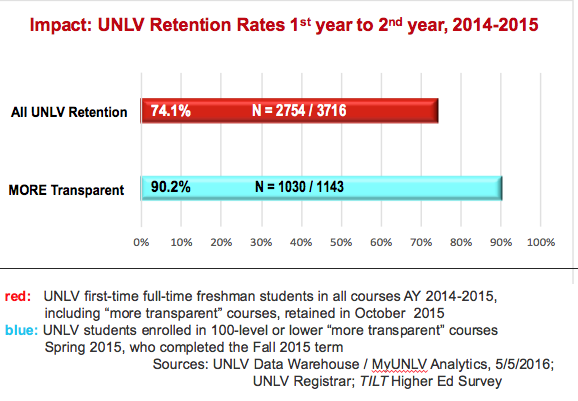 Impact: UNLV Retention Rates 1st year to 2nd year, 2014-2015
All UNLV Retention
74.1%
N = 2754 / 3716
MORE Transparent
90.2%
N = 1030 / 1143
0% 10% 20% 30% 40% 50% 60% 70% 80% 90% 100%
red: UNLV first-time full-time freshman students in all courses AY 2014-2015,
including “more transparent” courses, retained in October 2015
blue: UNLV students enrolled in 100-level or lower “more transparent” courses
Spring 2015, who completed the Fall 2015 term
Sources: UNLV Data Warehouse / MyUNLV Analytics, 5/5/2016;
UNLV Registrar; TILT Higher Ed Survey